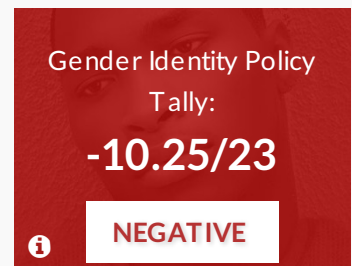 Gender Identity Policy
Tally:
-10.25/23
NEGATIVE